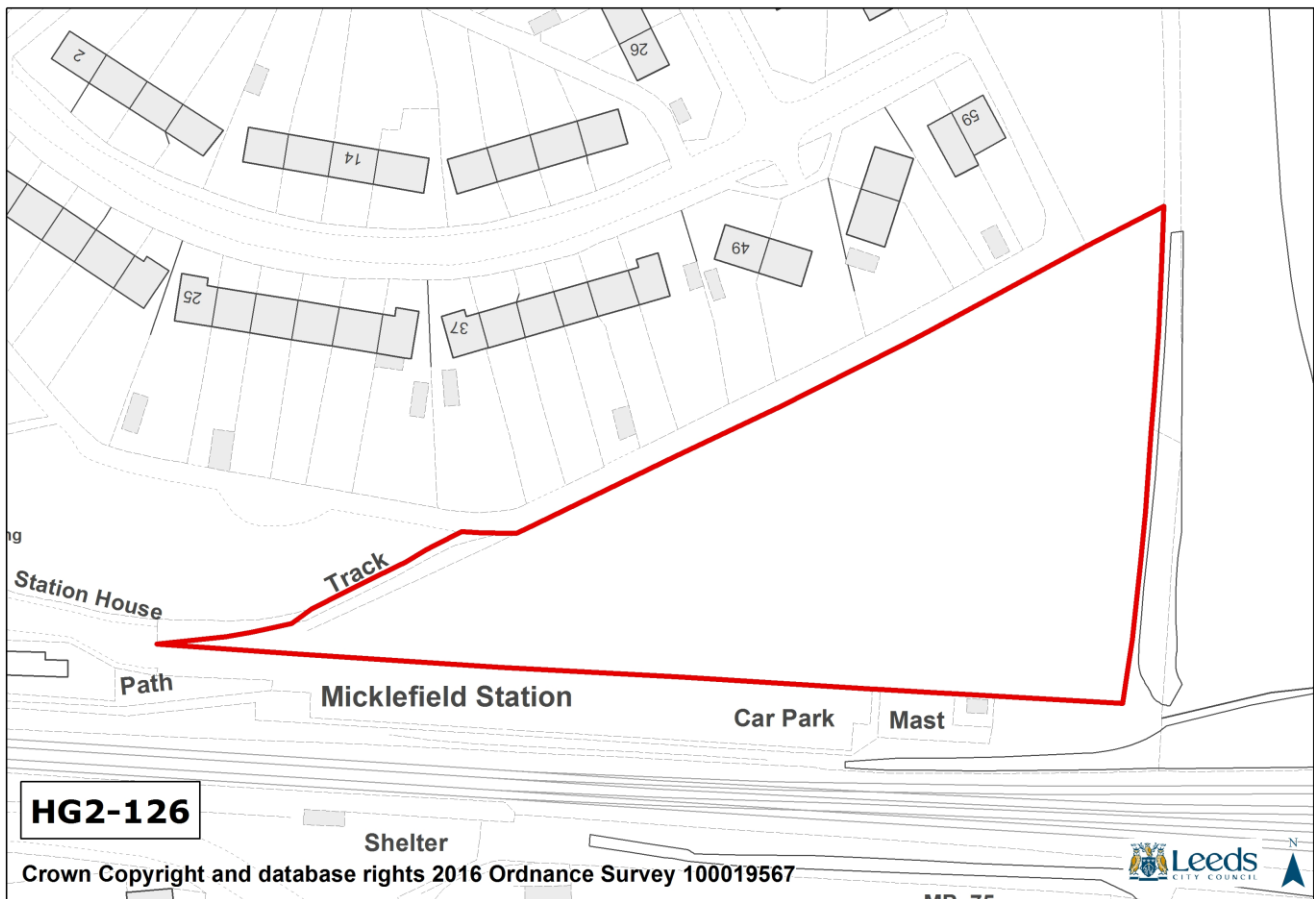 2
26
59
14
49
25
37
ng
Track
Station House
Path
Micklefield Station
Car Park
Mast
HG2-126
Shelter
Leeds
CITY COUNCIL
N
Crown Copyright and database rights 2016 Ordnance Survey 100019567